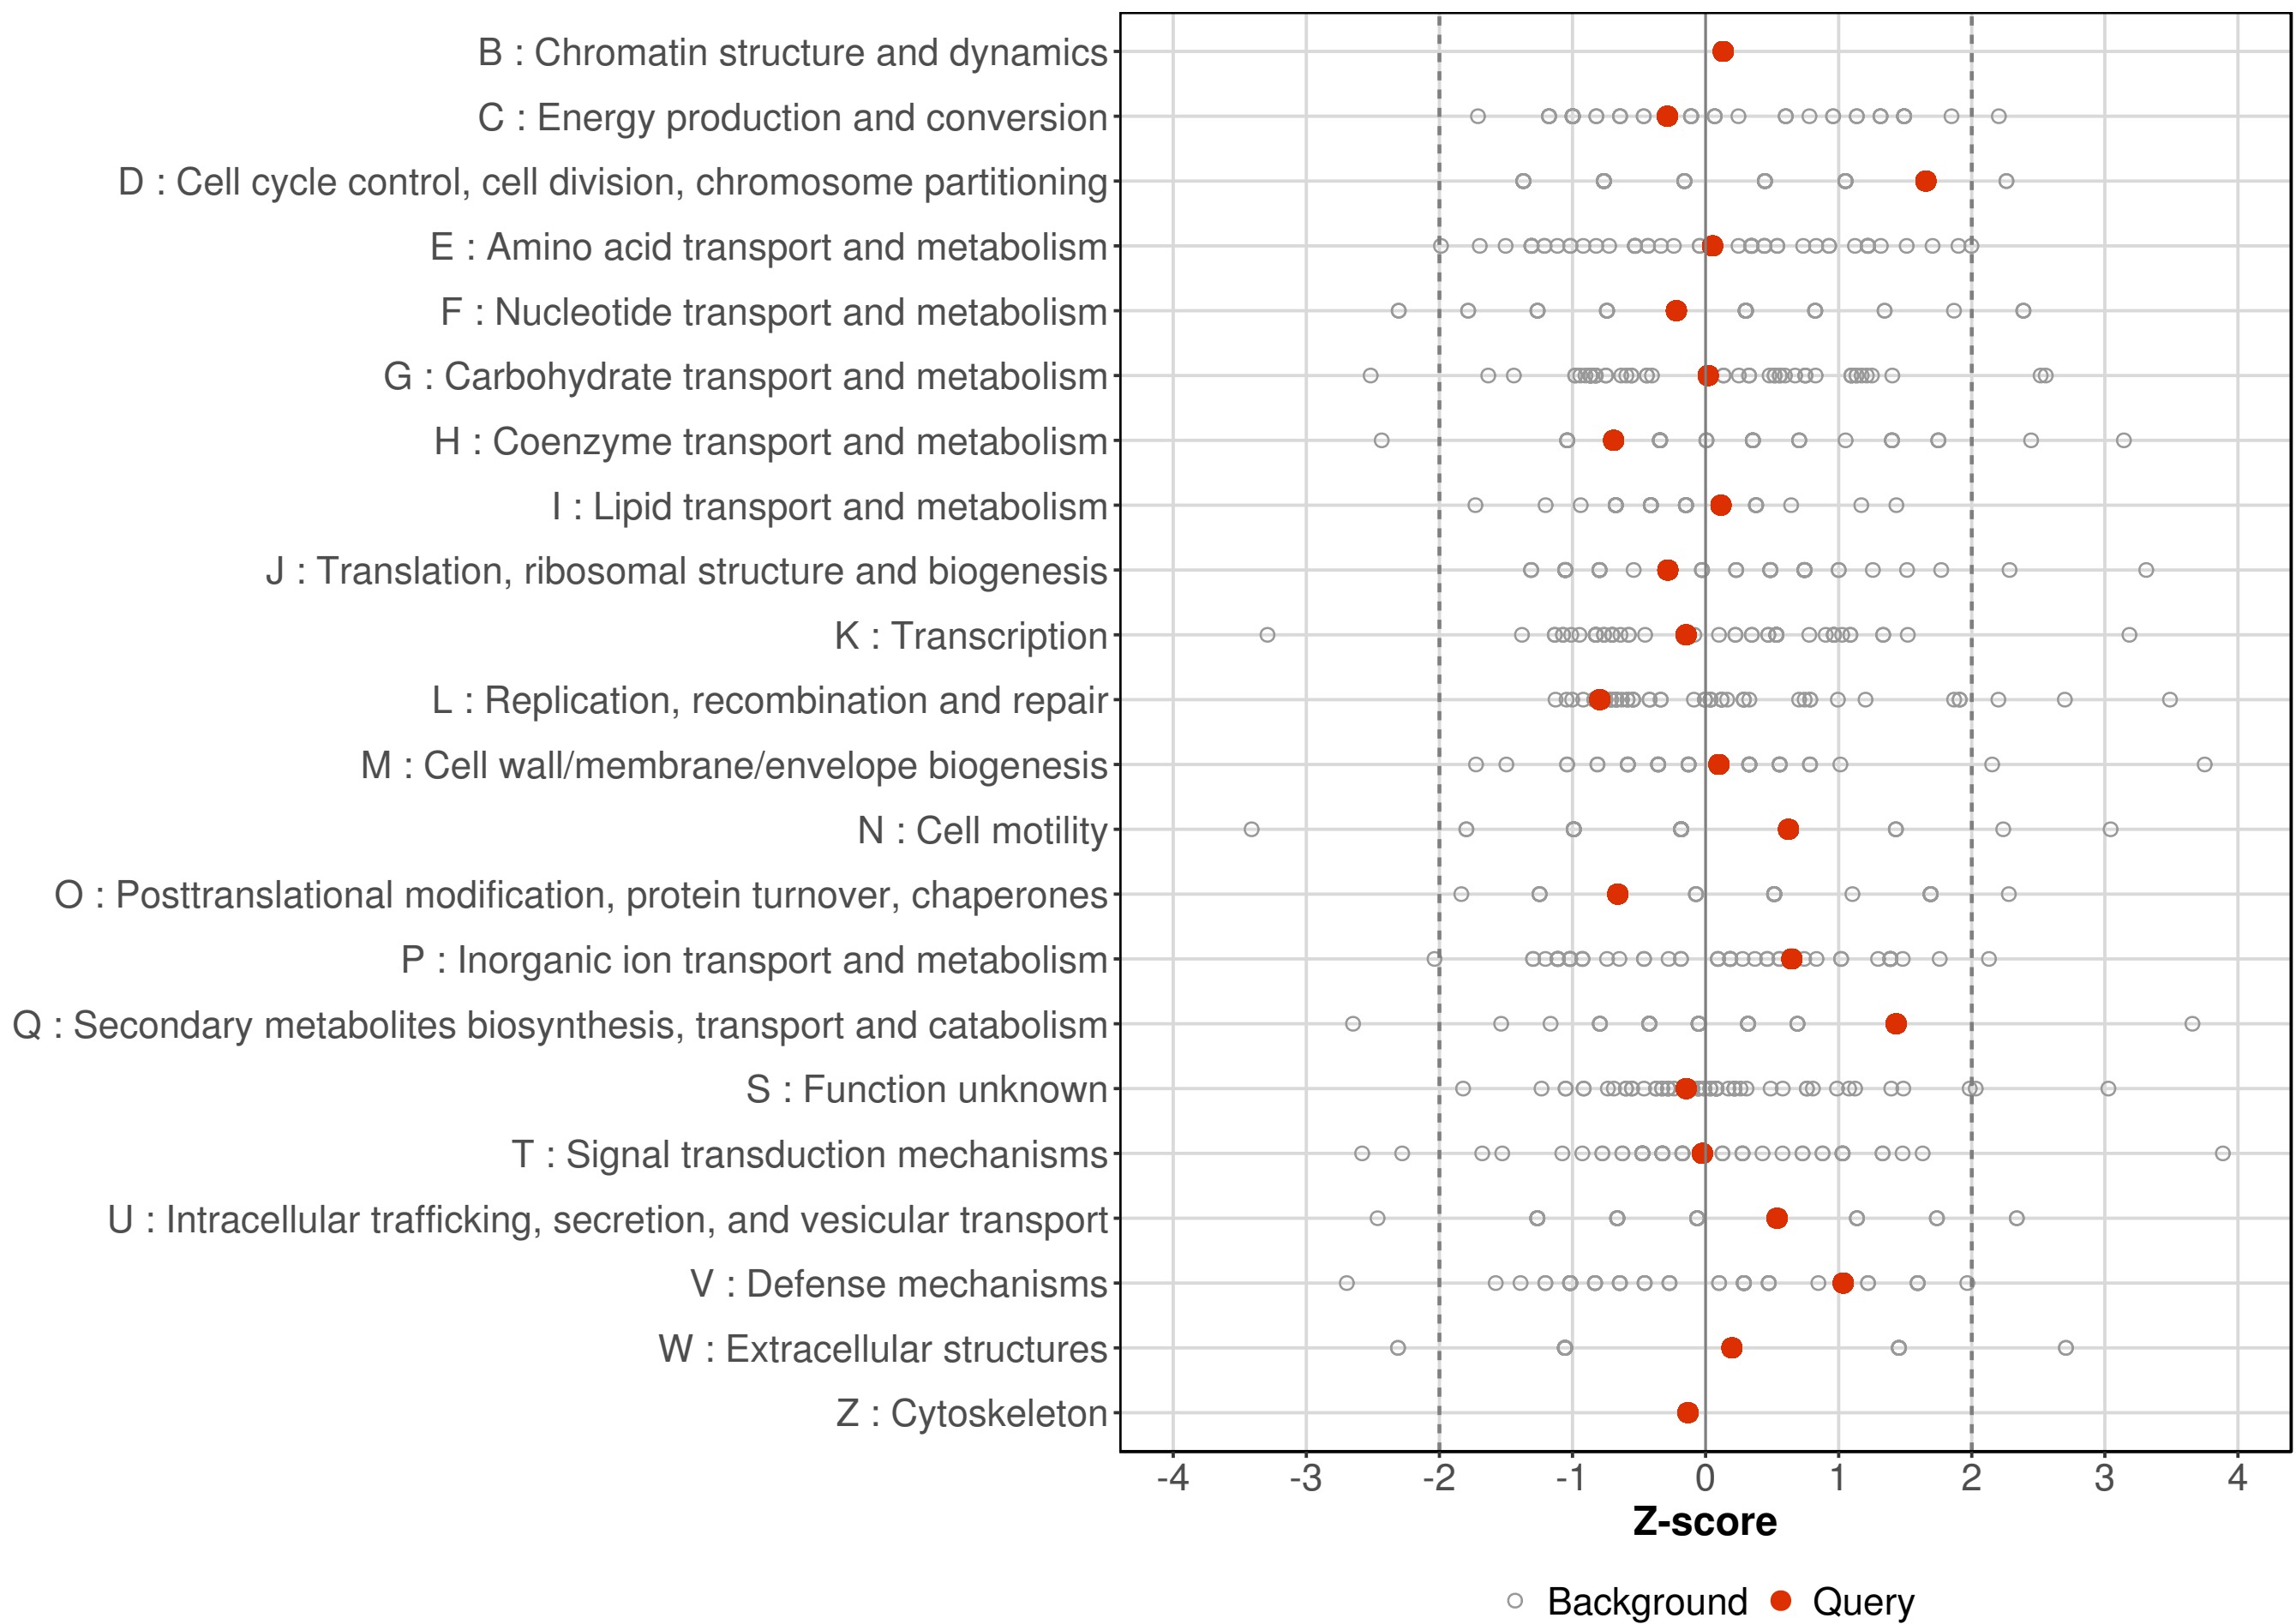 B : Chromatin structure and dynamics
C : Energy production and conversion
D : Cell cycle control, cell division, chromosome partitioning
E : Amino acid transport and metabolism
F : Nucleotide transport and metabolism
G : Carbohydrate transport and metabolism
H : Coenzyme transport and metabolism
I : Lipid transport and metabolism
J : Translation, ribosomal structure and biogenesis
K : Transcription
L : Replication, recombination and repair
M : Cell wall/membrane/envelope biogenesis
N : Cell motility
O : Posttranslational modification, protein turnover, chaperones
P : Inorganic ion transport and metabolism
Q : Secondary metabolites biosynthesis, transport and catabolism
S : Function unknown
T : Signal transduction mechanisms
U : Intracellular trafficking, secretion, and vesicular transport
V : Defense mechanisms
W : Extracellular structures
Z : Cytoskeleton
-4 -3 -2 -1 0 1 2 3 4
Z-score
Background Query